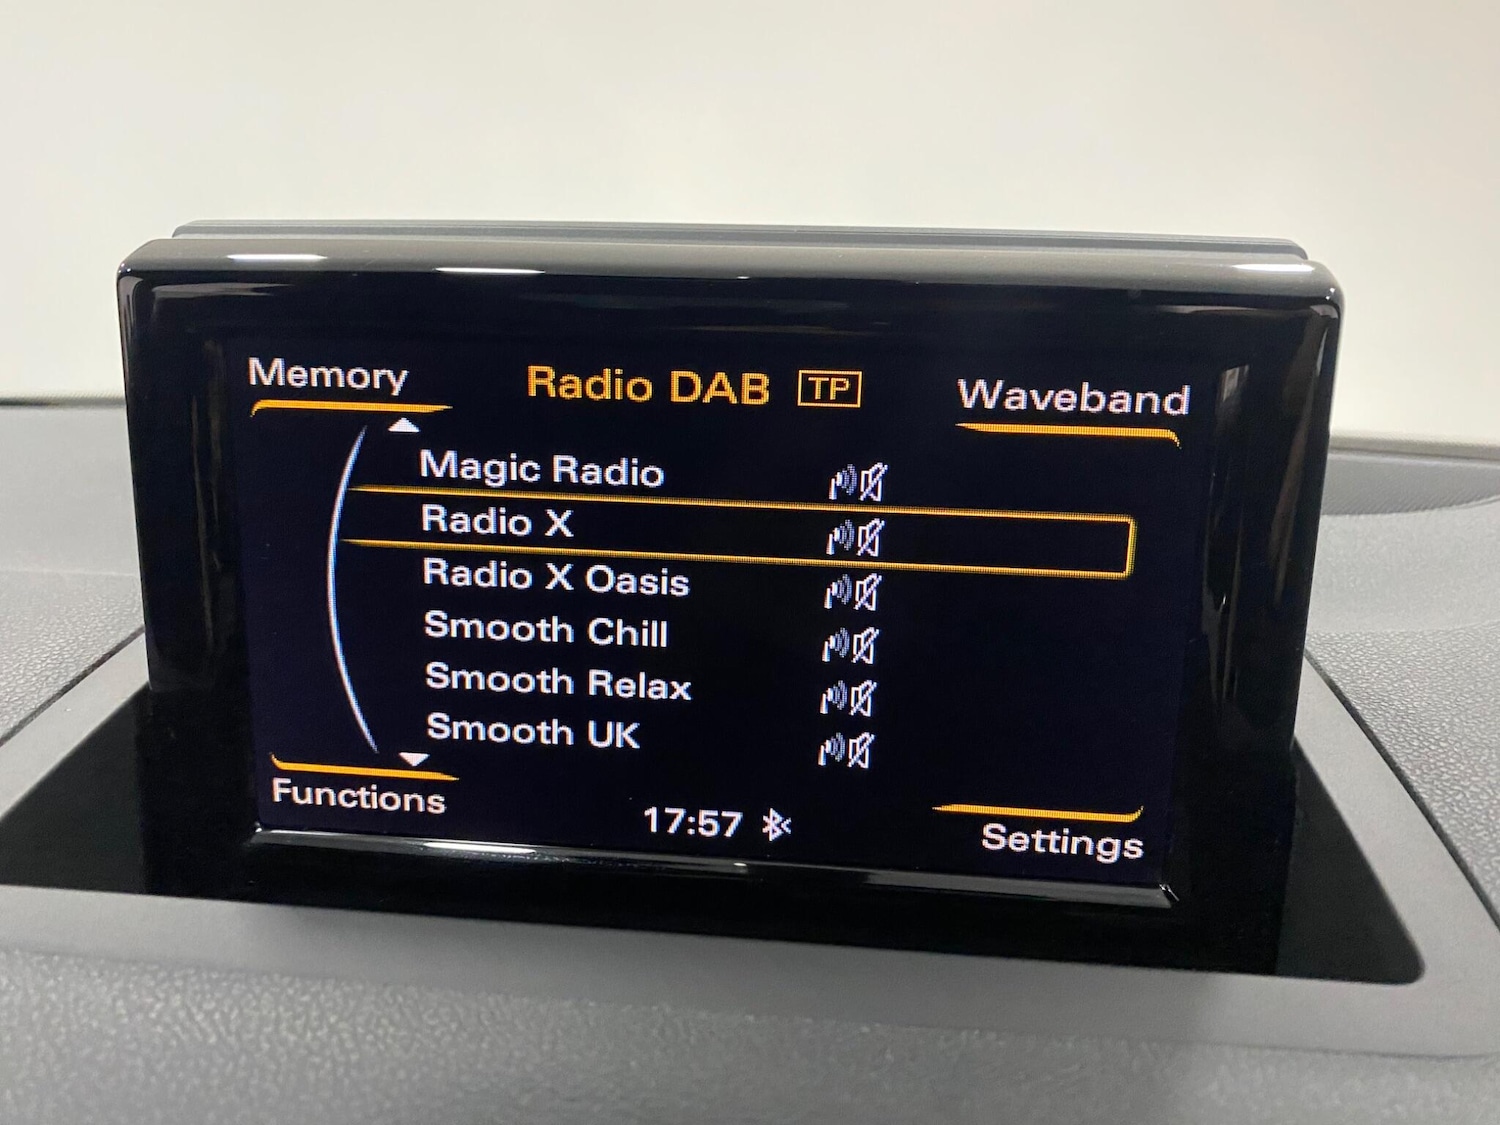 Memory
Radio DAB TP
Waveband
Magic Radio
Radio X
Radio X Oasis
Smooth Chill
Smooth Relax
Smooth UK
Functions
17:57
Settings